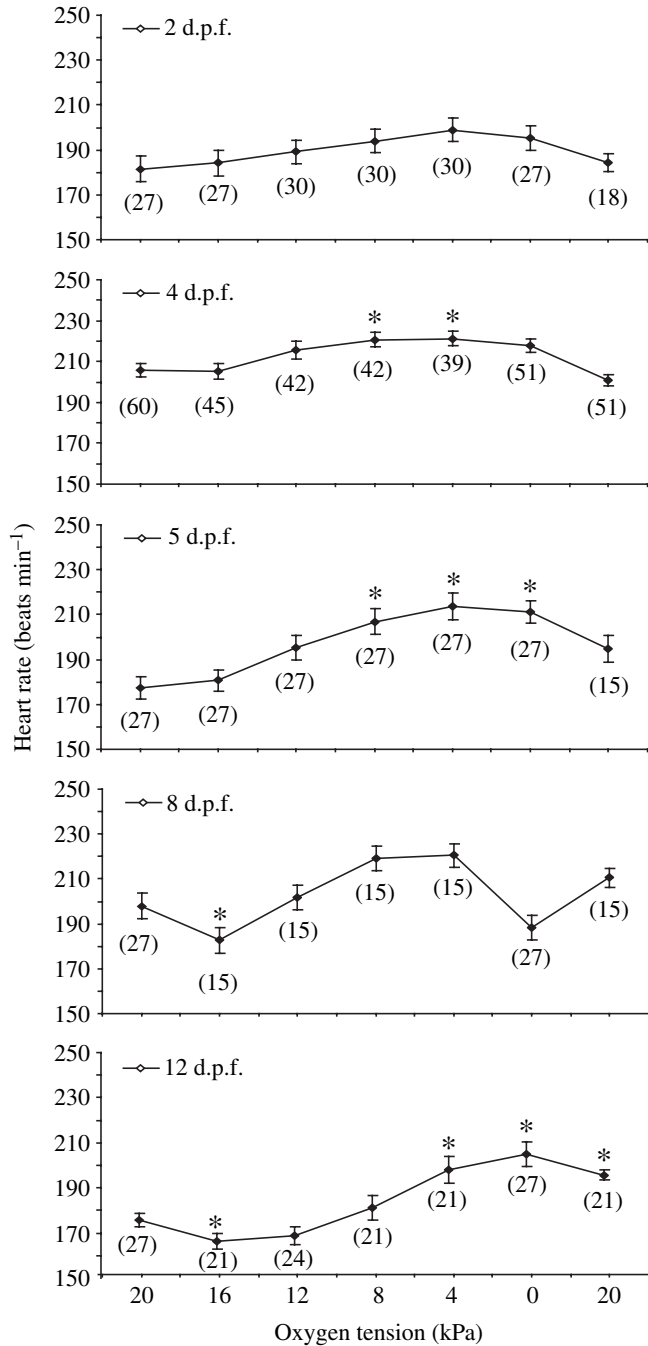 250
2 d.p.f.
230
210
190
170
(27) (27) (30) (30) (30) (27) (18)
150
250
4 d.p.f.
230
* *
210
190
(60) (45) (42) (42) (39) (51) (51)
170
150
250
5 d.p.f.
230
* * *
210
190
(27) (27) (27) (27) (27) (27) (15)
170
150
250
8 d.p.f.
230
210
*
190
(27) (15) (15) (15) (15) (27) (15)
170
150
250
12 d.p.f.
230
* * * *
210
190
170
(27) (21) (24) (21) (21) (27) (21)
150
20 16 12 8 4 0 20
Oxygen tension (kPa)
Heart rate (beats min⁻¹)